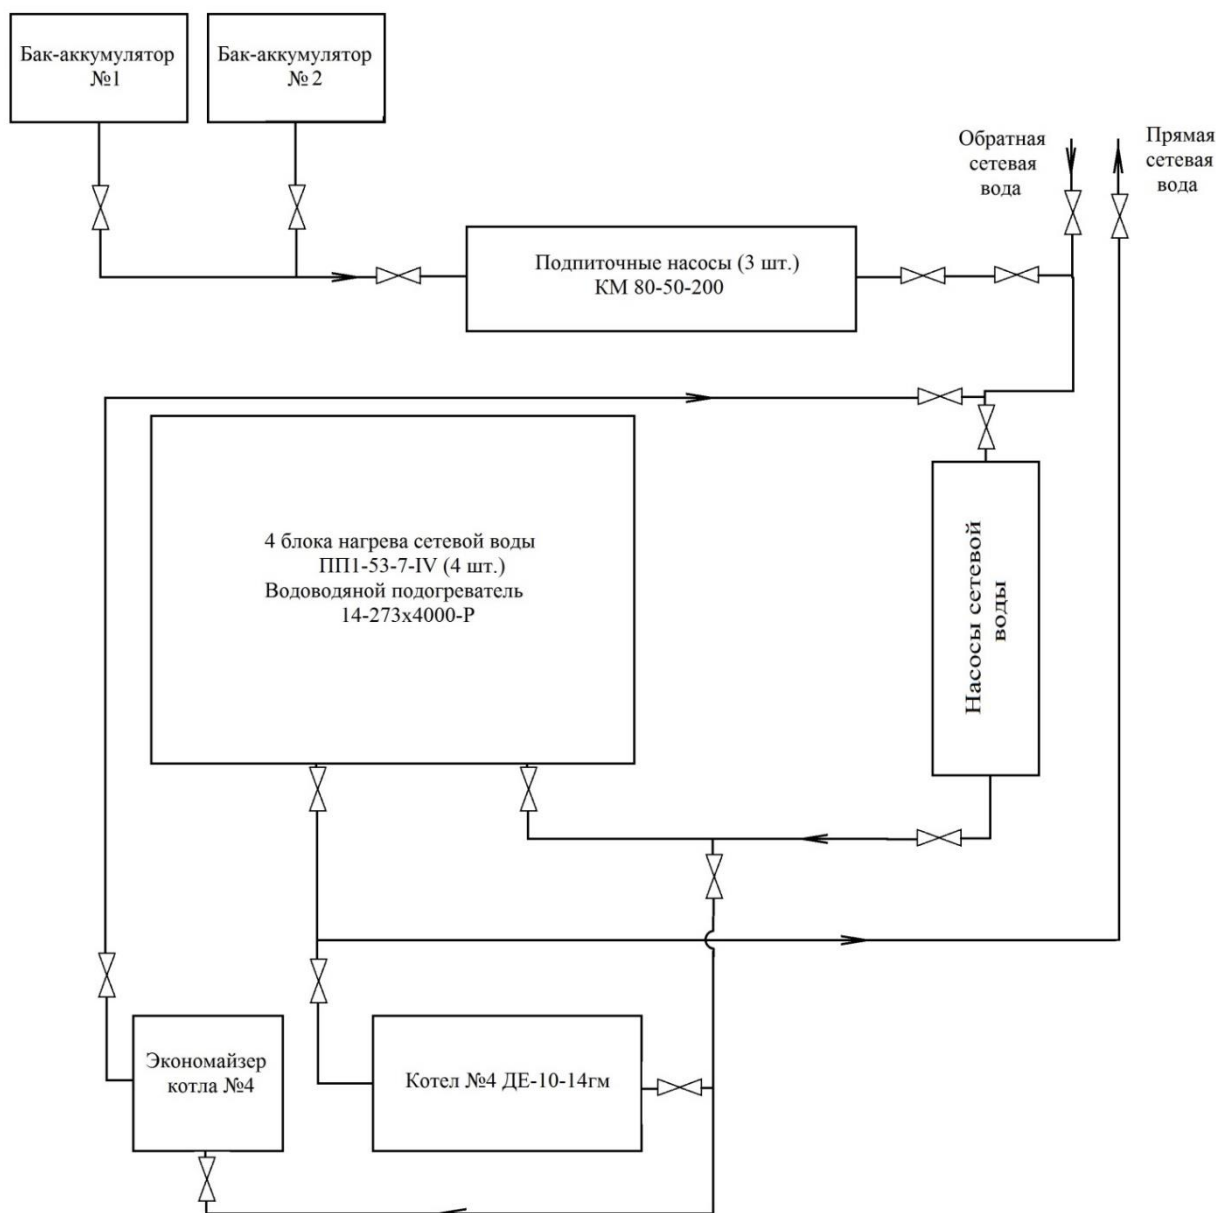 Бак-аккумулятор
№1
Бак-аккумулятор
№2
Обратная
сетевая
вода
Прямая
сетевая
вода
Подпиточные насосы (3 шт.)
КМ 80-50-200
4 блока нагрева сетевой воды
ПП1-53-7-IV (4 шт.)
Водоводяной подогреватель
14-273х4000-Р
Насосы сетевой
воды
Экономайзер
котла №4
Котел №4 ДЕ-10-14гм